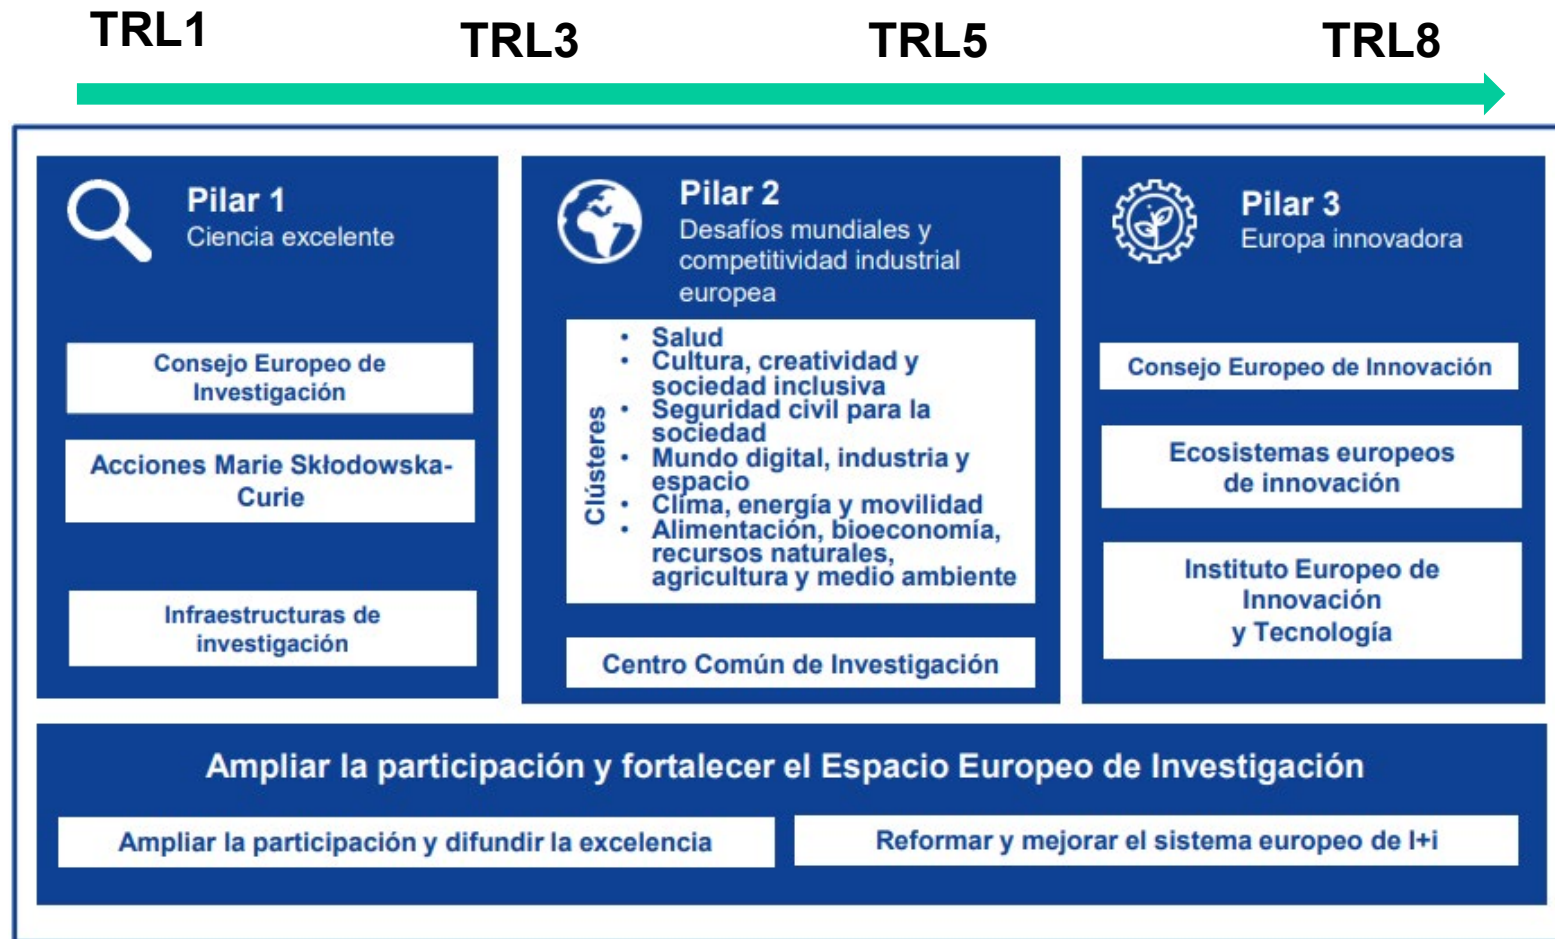 TRL1
TRL3
TRL5
TRL8
Pilar 1
Ciencia excelente
Consejo Europeo de
Investigación
Acciones Marie Skłodowska-
Curie
Infraestructuras de
investigación
Pilar 2
Desafíos mundiales y
competitividad industrial
europea
Clústeres
• Salud
• Cultura, creatividad y
sociedad inclusiva
• Seguridad civil para la
sociedad
• Mundo digital, industria y
espacio
• Clima, energía y movilidad
• Alimentación, bioeconomía,
recursos naturales,
agricultura y medio ambiente
Centro Común de Investigación
Pilar 3
Europa innovadora
Consejo Europeo de Innovación
Ecosistemas europeos
de innovación
Instituto Europeo de
Innovación
y Tecnología
Ampliar la participación y fortalecer el Espacio Europeo de Investigación
Ampliar la participación y difundir la excelencia
Reformar y mejorar el sistema europeo de I+i